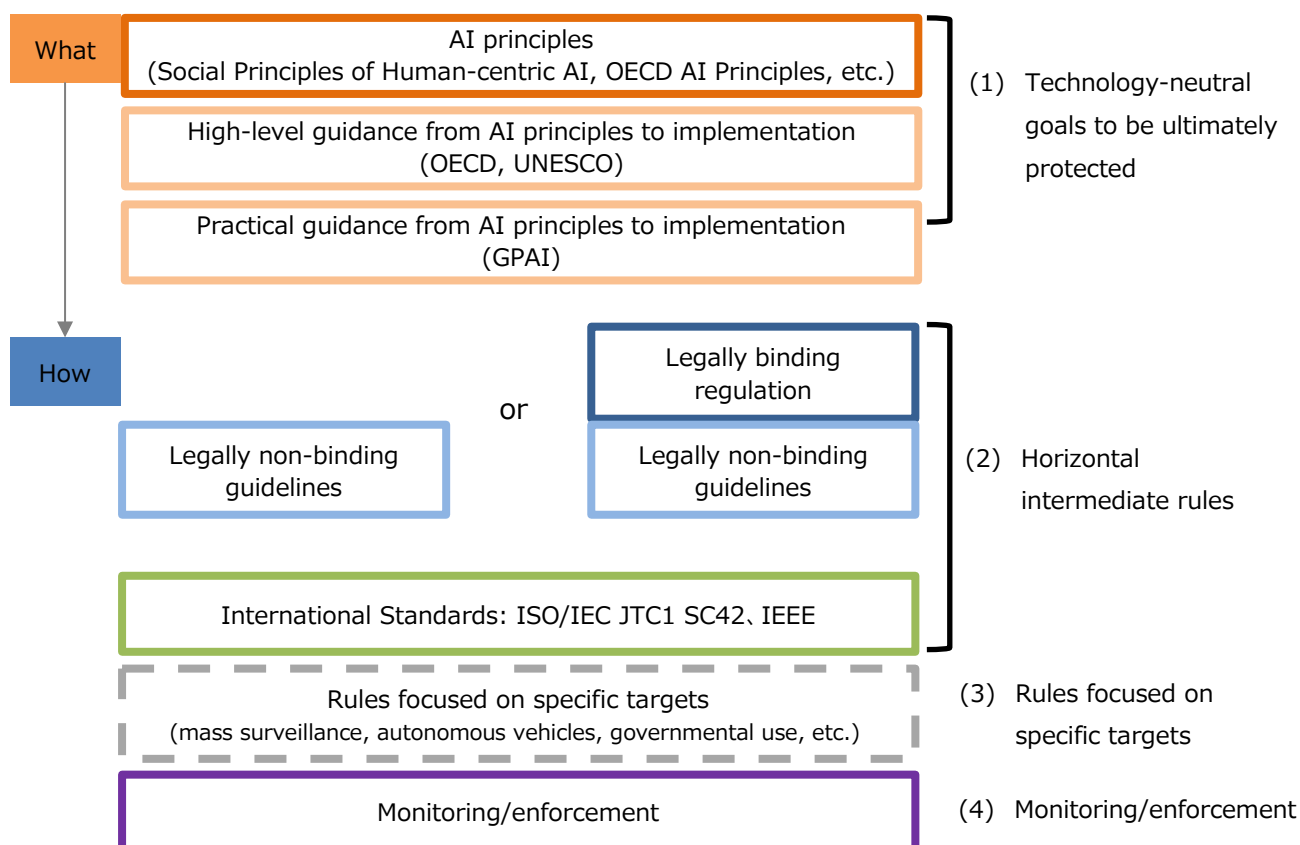 What
AI principles
(Social Principles of Human-centric AI, OECD AI Principles, etc.)
High-level guidance from AI principles to implementation
(OECD, UNESCO)
Practical guidance from AI principles to implementation
(GPAI)
(1) Technology-neutral
goals to be ultimately
protected
How
Legally non-binding
guidelines
or
Legally binding
regulation
Legally non-binding
guidelines
(2) Horizontal
intermediate rules
International Standards: ISO/IEC JTC1 SC42、IEEE
Rules focused on specific targets
(mass surveillance, autonomous vehicles, governmental use, etc.)
(3) Rules focused on
specific targets
Monitoring/enforcement
(4) Monitoring/enforcement